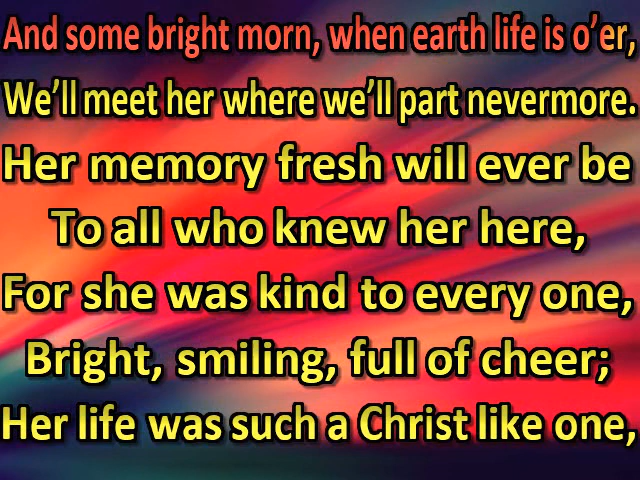 And some bright morn, when earth life is o’er,
We’ll meet her where we’ll part nevermore.
Her memory fresh will ever be
To all who knew her here,
For she was kind to every one,
Bright, smiling, full of cheer;
Her life was such a Christ like one,